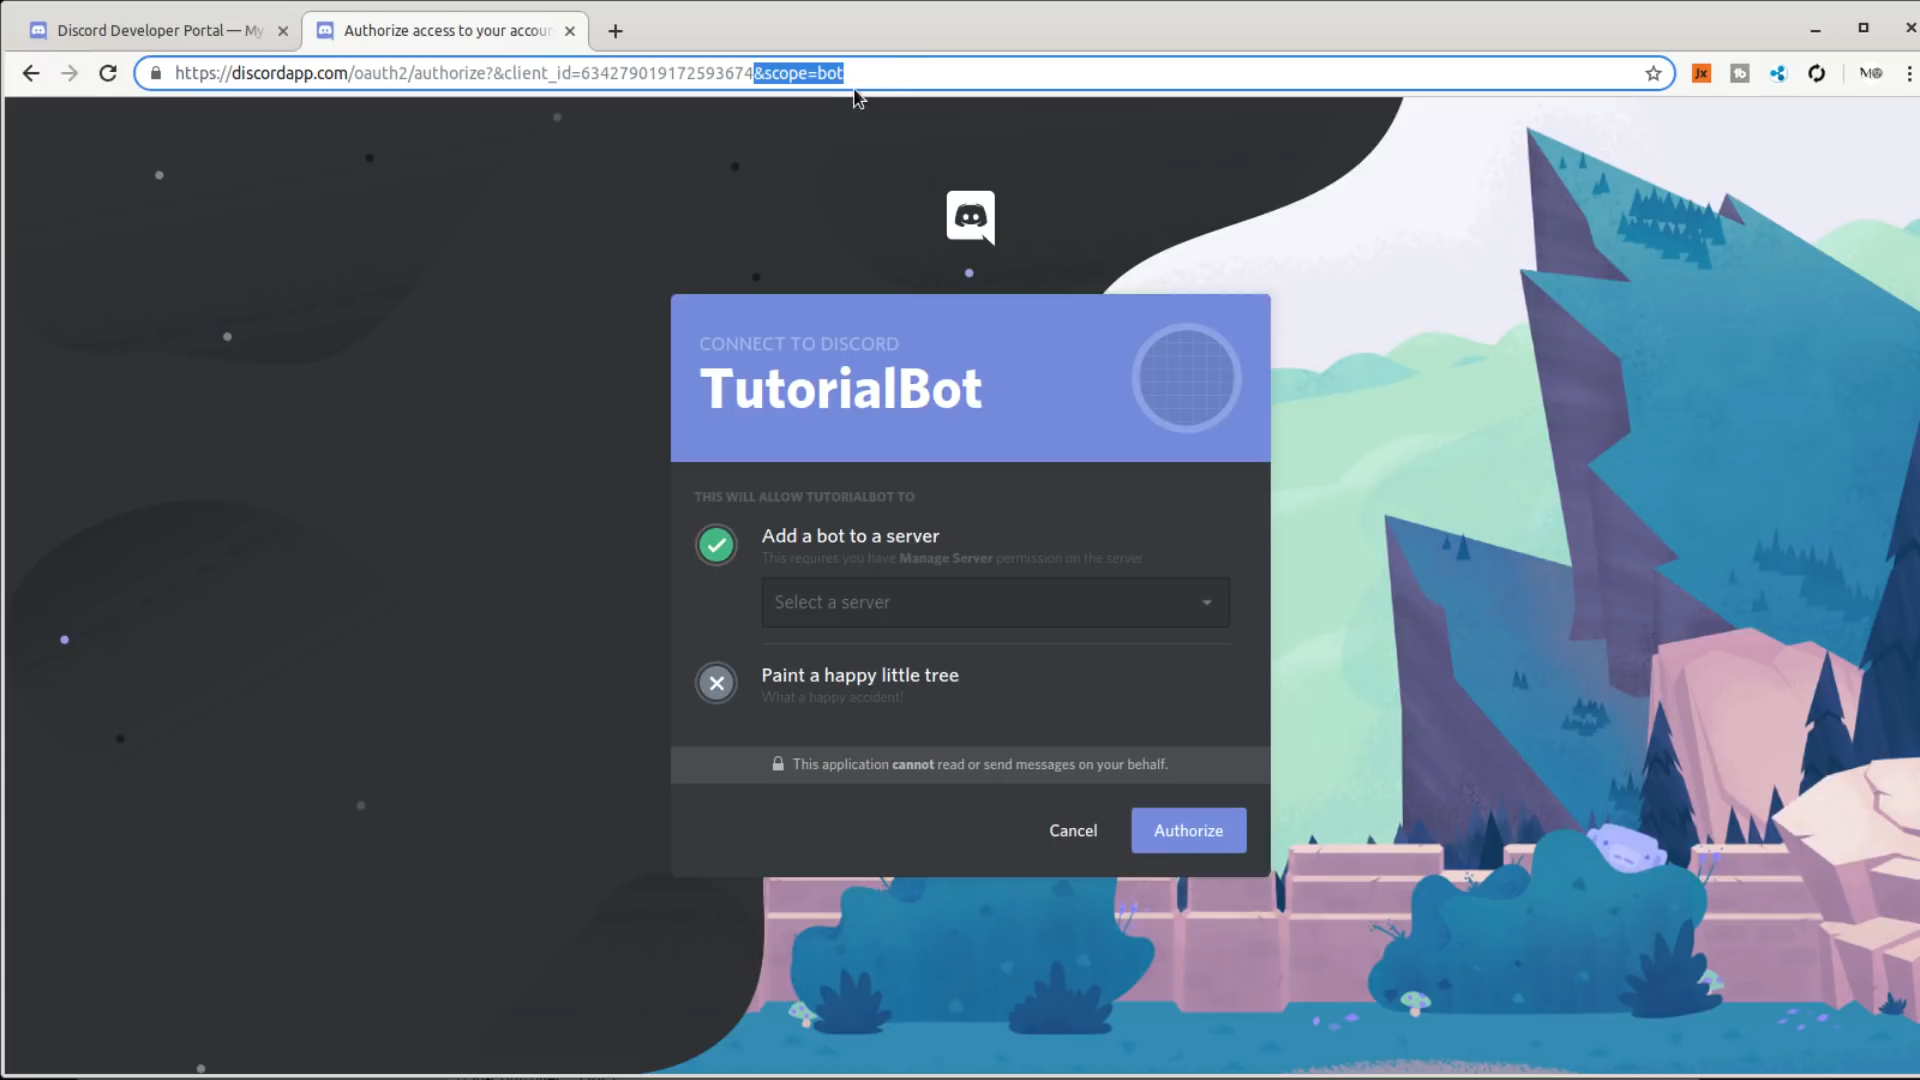 Discord Developer Portal — My
Authorize access to your accoun
https://discordapp.com/oauth2/authorize?&client_id=634279019172593674&scope=bot
Jx
CONNECT TO DISCORD
TutorialBot
THIS WILL ALLOW TUTORIALBOT TO
Add a bot to a server
This requires you have Manage Server permission on the server.
Select a server
Paint a happy little tree
What a happy accident!
This application cannot read or send messages on your behalf.
Cancel
Authorize